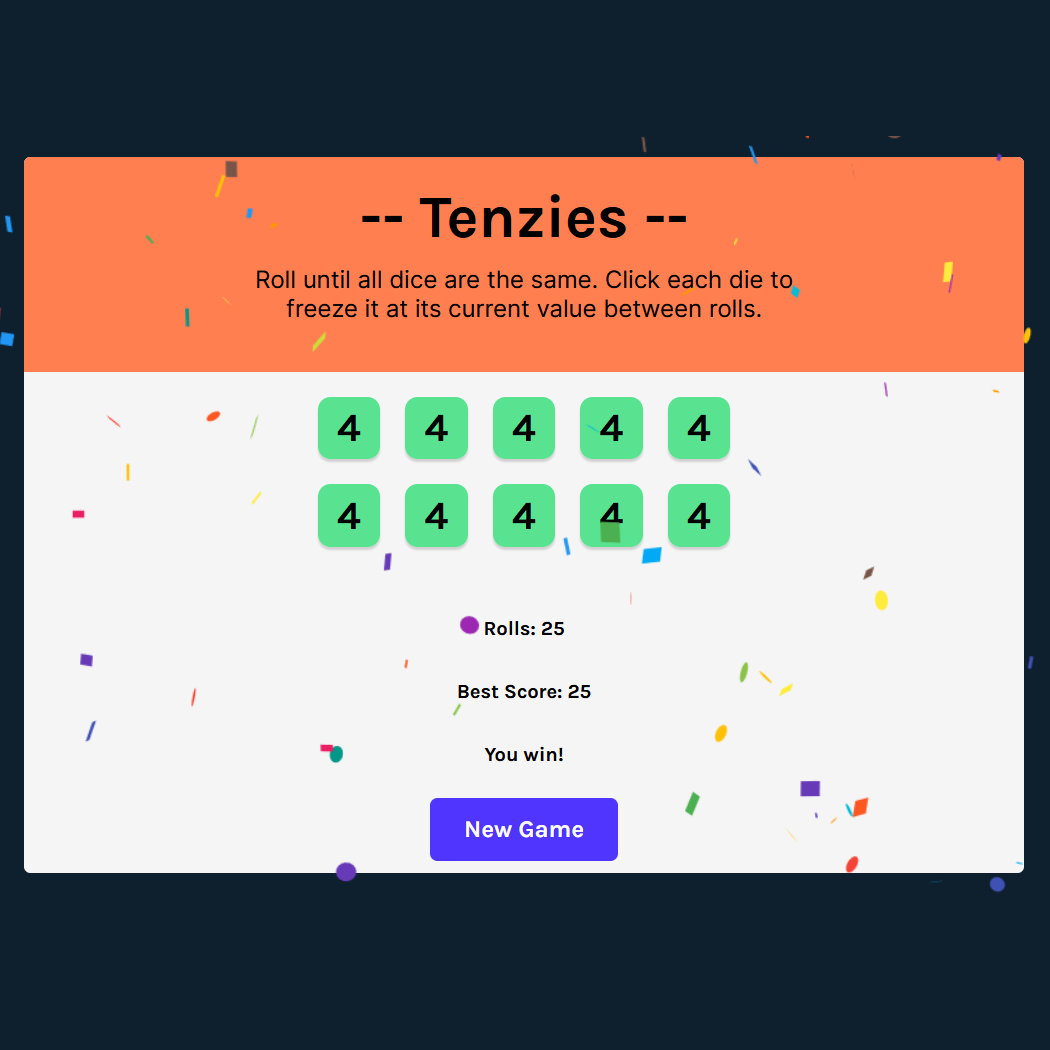 -- Tenzies --
Roll until all dice are the same. Click each die to
freeze it at its current value between rolls.
4 4 4 4 4
4 4 4 4 4
Rolls: 25
Best Score: 25
You win!
New Game